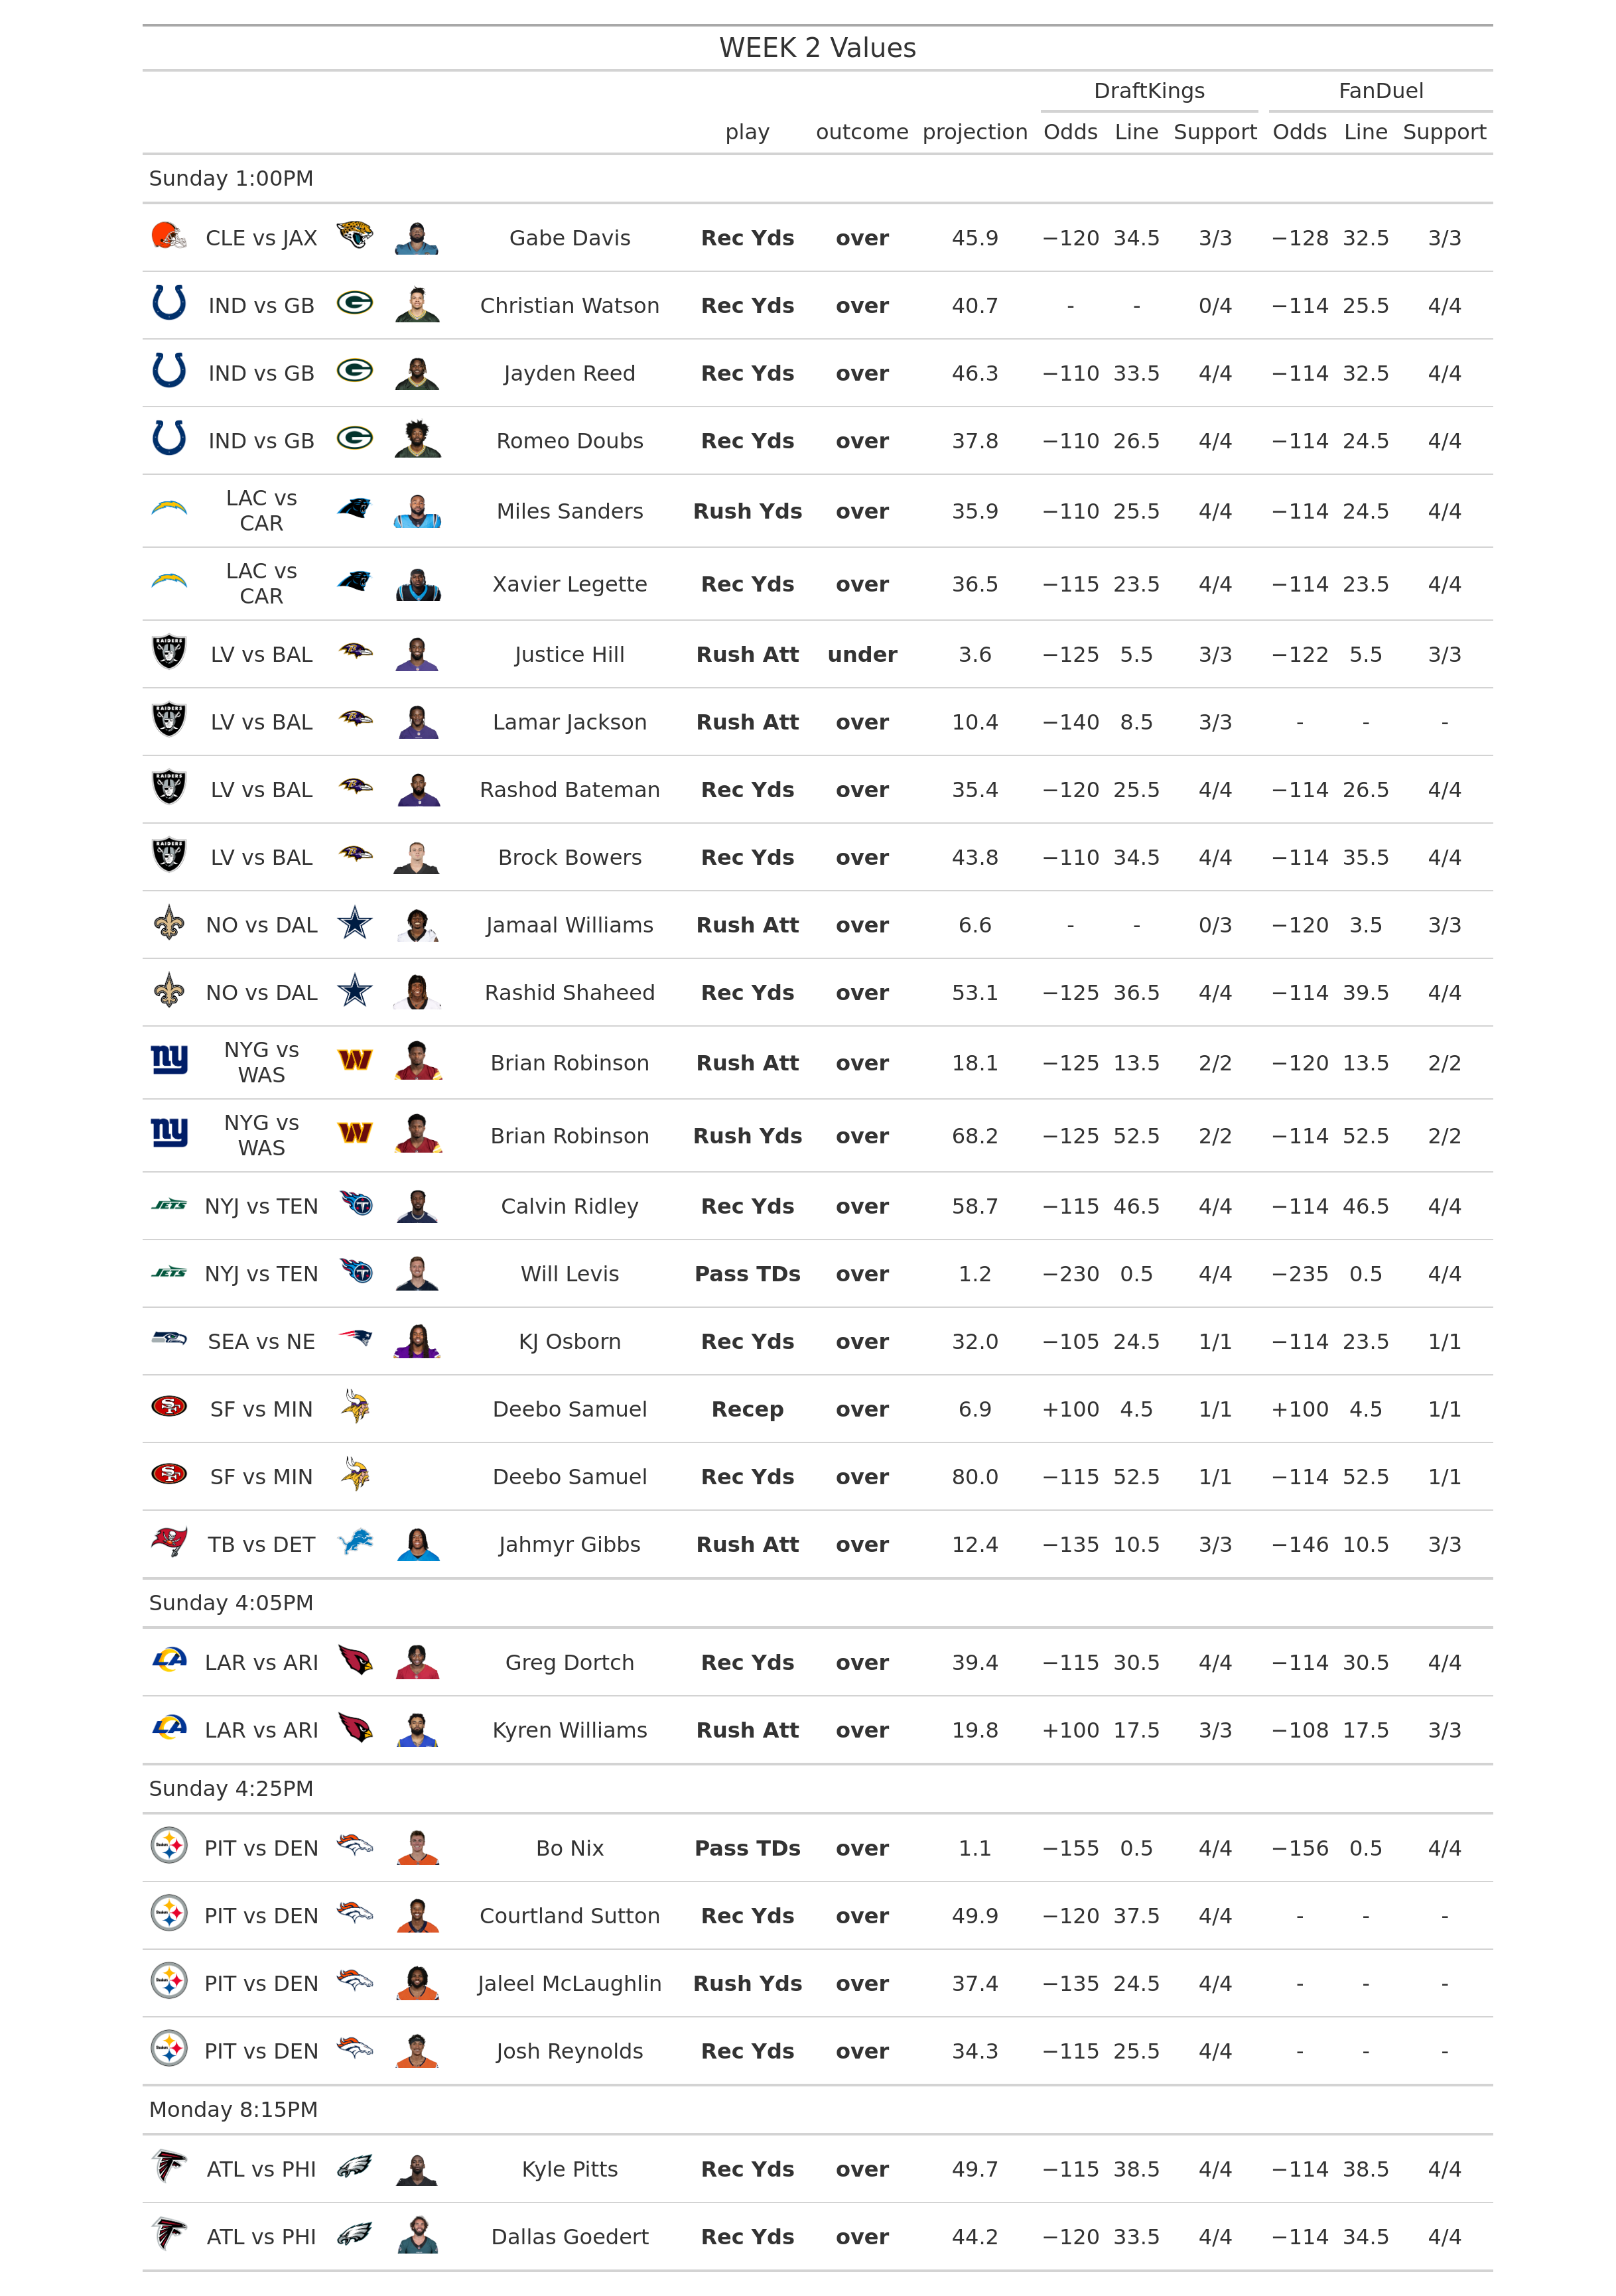 WEEK 2 Values
DraftKings FanDuel
play outcome projection Odds Line Support Odds Line Support
Sunday 1:00PM
CLE vs JAX Gabe Davis Rec Yds over 45.9 −120 34.5 3/3 −128 32.5 3/3
IND vs GB Christian Watson Rec Yds over 40.7 - - 0/4 −114 25.5 4/4
IND vs GB Jayden Reed Rec Yds over 46.3 −110 33.5 4/4 −114 32.5 4/4
IND vs GB Romeo Doubs Rec Yds over 37.8 −110 26.5 4/4 −114 24.5 4/4
LAC vs
CAR Miles Sanders Rush Yds over 35.9 −110 25.5 4/4 −114 24.5 4/4
LAC vs
CAR Xavier Legette Rec Yds over 36.5 −115 23.5 4/4 −114 23.5 4/4
RAIDERS LV vs BAL Justice Hill Rush Att under 3.6 −125 5.5 3/3 −122 5.5 3/3
RAIDERS LV vs BAL Lamar Jackson Rush Att over 10.4 −140 8.5 3/3 - - -
RAIDERS LV vs BAL Rashod Bateman Rec Yds over 35.4 −120 25.5 4/4 −114 26.5 4/4
RAIDERS LV vs BAL Brock Bowers Rec Yds over 43.8 −110 34.5 4/4 −114 35.5 4/4
NO vs DAL Jamaal Williams Rush Att over 6.6 - - 0/3 −120 3.5 3/3
NO vs DAL Rashid Shaheed Rec Yds over 53.1 −125 36.5 4/4 −114 39.5 4/4
ny NYG vs
WAS W Brian Robinson Rush Att over 18.1 −125 13.5 2/2 −120 13.5 2/2
ny NYG vs
WAS W Brian Robinson Rush Yds over 68.2 −125 52.5 2/2 −114 52.5 2/2
JETS NYJ vs TEN T Calvin Ridley Rec Yds over 58.7 −115 46.5 4/4 −114 46.5 4/4
JETS NYJ vs TEN T Will Levis Pass TDs over 1.2 −230 0.5 4/4 −235 0.5 4/4
SEA vs NE KJ Osborn Rec Yds over 32.0 −105 24.5 1/1 −114 23.5 1/1
SF SF vs MIN Deebo Samuel Recep over 6.9 +100 4.5 1/1 +100 4.5 1/1
SF SF vs MIN Deebo Samuel Rec Yds over 80.0 −115 52.5 1/1 −114 52.5 1/1
TB vs DET Jahmyr Gibbs Rush Att over 12.4 −135 10.5 3/3 −146 10.5 3/3
Sunday 4:05PM
LA LAR vs ARI Greg Dortch Rec Yds over 39.4 −115 30.5 4/4 −114 30.5 4/4
LA LAR vs ARI Kyren Williams Rush Att over 19.8 +100 17.5 3/3 −108 17.5 3/3
Sunday 4:25PM
Steelers PIT vs DEN Bo Nix Pass TDs over 1.1 −155 0.5 4/4 −156 0.5 4/4
Steelers PIT vs DEN Courtland Sutton Rec Yds over 49.9 −120 37.5 4/4 - - -
Steelers PIT vs DEN Jaleel McLaughlin Rush Yds over 37.4 −135 24.5 4/4 - - -
Steelers PIT vs DEN Josh Reynolds Rec Yds over 34.3 −115 25.5 4/4 - - -
Monday 8:15PM
ATL vs PHI Kyle Pitts Rec Yds over 49.7 −115 38.5 4/4 −114 38.5 4/4
ATL vs PHI Dallas Goedert Rec Yds over 44.2 −120 33.5 4/4 −114 34.5 4/4